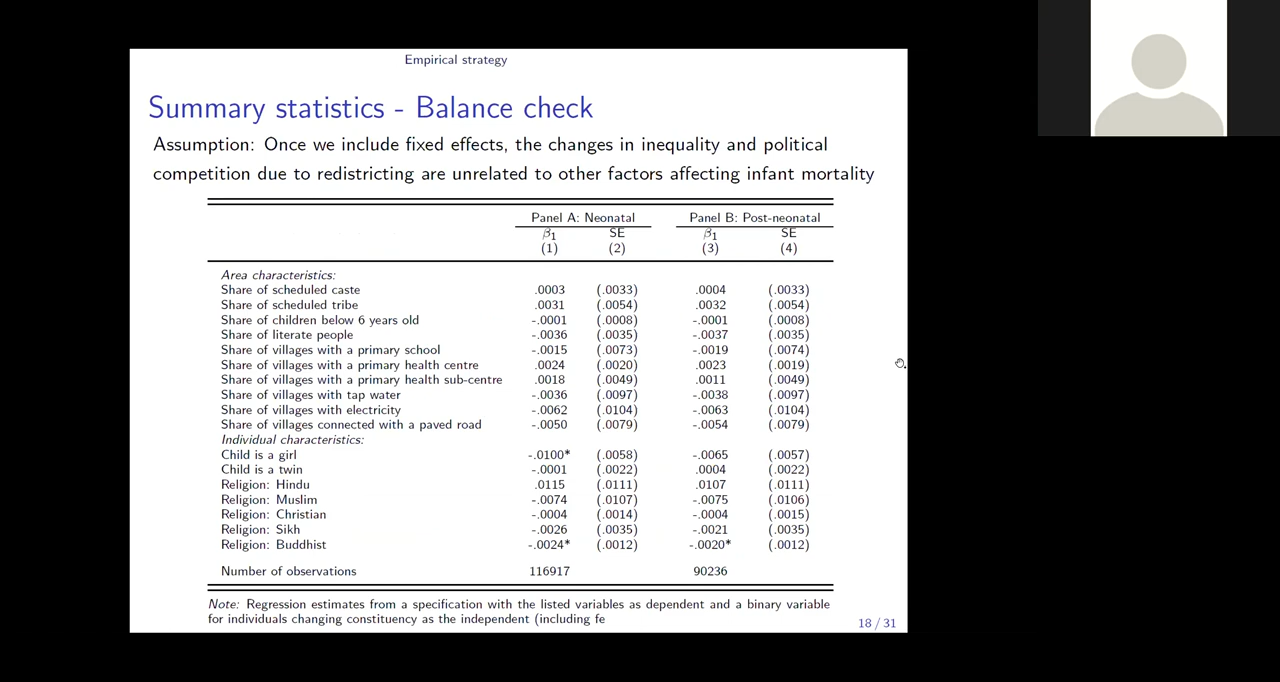 Empirical strategy
Summary statistics - Balance check
Assumption: Once we include fixed effects, the changes in inequality and political
competition due to redistricting are unrelated to other factors affecting infant mortality
Panel A: Neonatal Panel B: Post-neonatal
β1 SE β1 SE
(1) (2) (3) (4)
Area characteristics:
Share of scheduled caste .0003 (.0033) .0004 (.0033)
Share of scheduled tribe .0031 (.0054) .0032 (.0054)
Share of children below 6 years old -.0001 (.0008) -.0001 (.0008)
Share of literate people -.0036 (.0035) -.0037 (.0035)
Share of villages with a primary school -.0015 (.0073) -.0019 (.0074)
Share of villages with a primary health centre .0024 (.0020) .0023 (.0019)
Share of villages with a primary health sub-centre .0018 (.0049) .0011 (.0049)
Share of villages with tap water -.0036 (.0097) -.0038 (.0097)
Share of villages with electricity -.0062 (.0104) -.0063 (.0104)
Share of villages connected with a paved road -.0050 (.0079) -.0054 (.0079)
Individual characteristics:
Child is a girl -.0100* (.0058) -.0065 (.0057)
Child is a twin -.0001 (.0022) .0004 (.0022)
Religion: Hindu .0115 (.0111) .0107 (.0111)
Religion: Muslim -.0074 (.0107) -.0075 (.0106)
Religion: Christian -.0004 (.0014) -.0004 (.0015)
Religion: Sikh -.0026 (.0035) -.0021 (.0035)
Religion: Buddhist -.0024* (.0012) -.0020* (.0012)
Number of observations 116917 90236
Note: Regression estimates from a specification with the listed variables as dependent and a binary variable
for individuals changing constituency as the independent (including fe
18 / 31